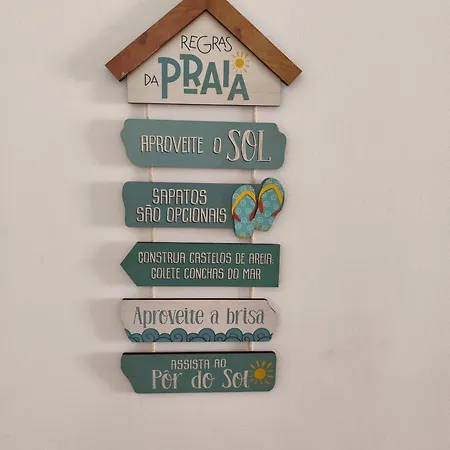 REGRAS
DA PRAIA
APROVEITE O SOL
SAPATOS
SÃO OPCIONAIS
CONSTRUA CASTELOS DE AREIA,
COLETE CONCHAS DO MAR
Aproveite a brisa
ASSISTA AO
Pôr do Sol